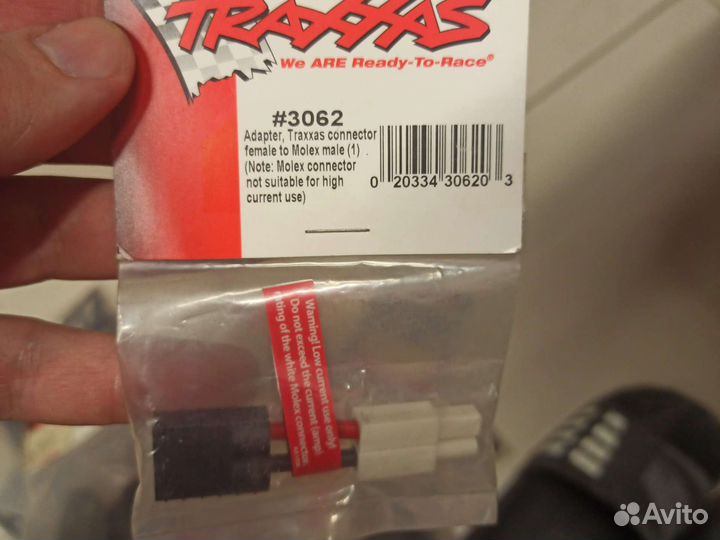 TRAXXAS
We ARE Ready-To-Race®
#3062
Adapter, Traxxas connector
female to Molex male (1)
(Note: Molex connector
not suitable for high
current use)
0 20334 30620 3
Warning! Low current use only!
Do not exceed the current (amp)
rating of the white Molex connector.
Avito